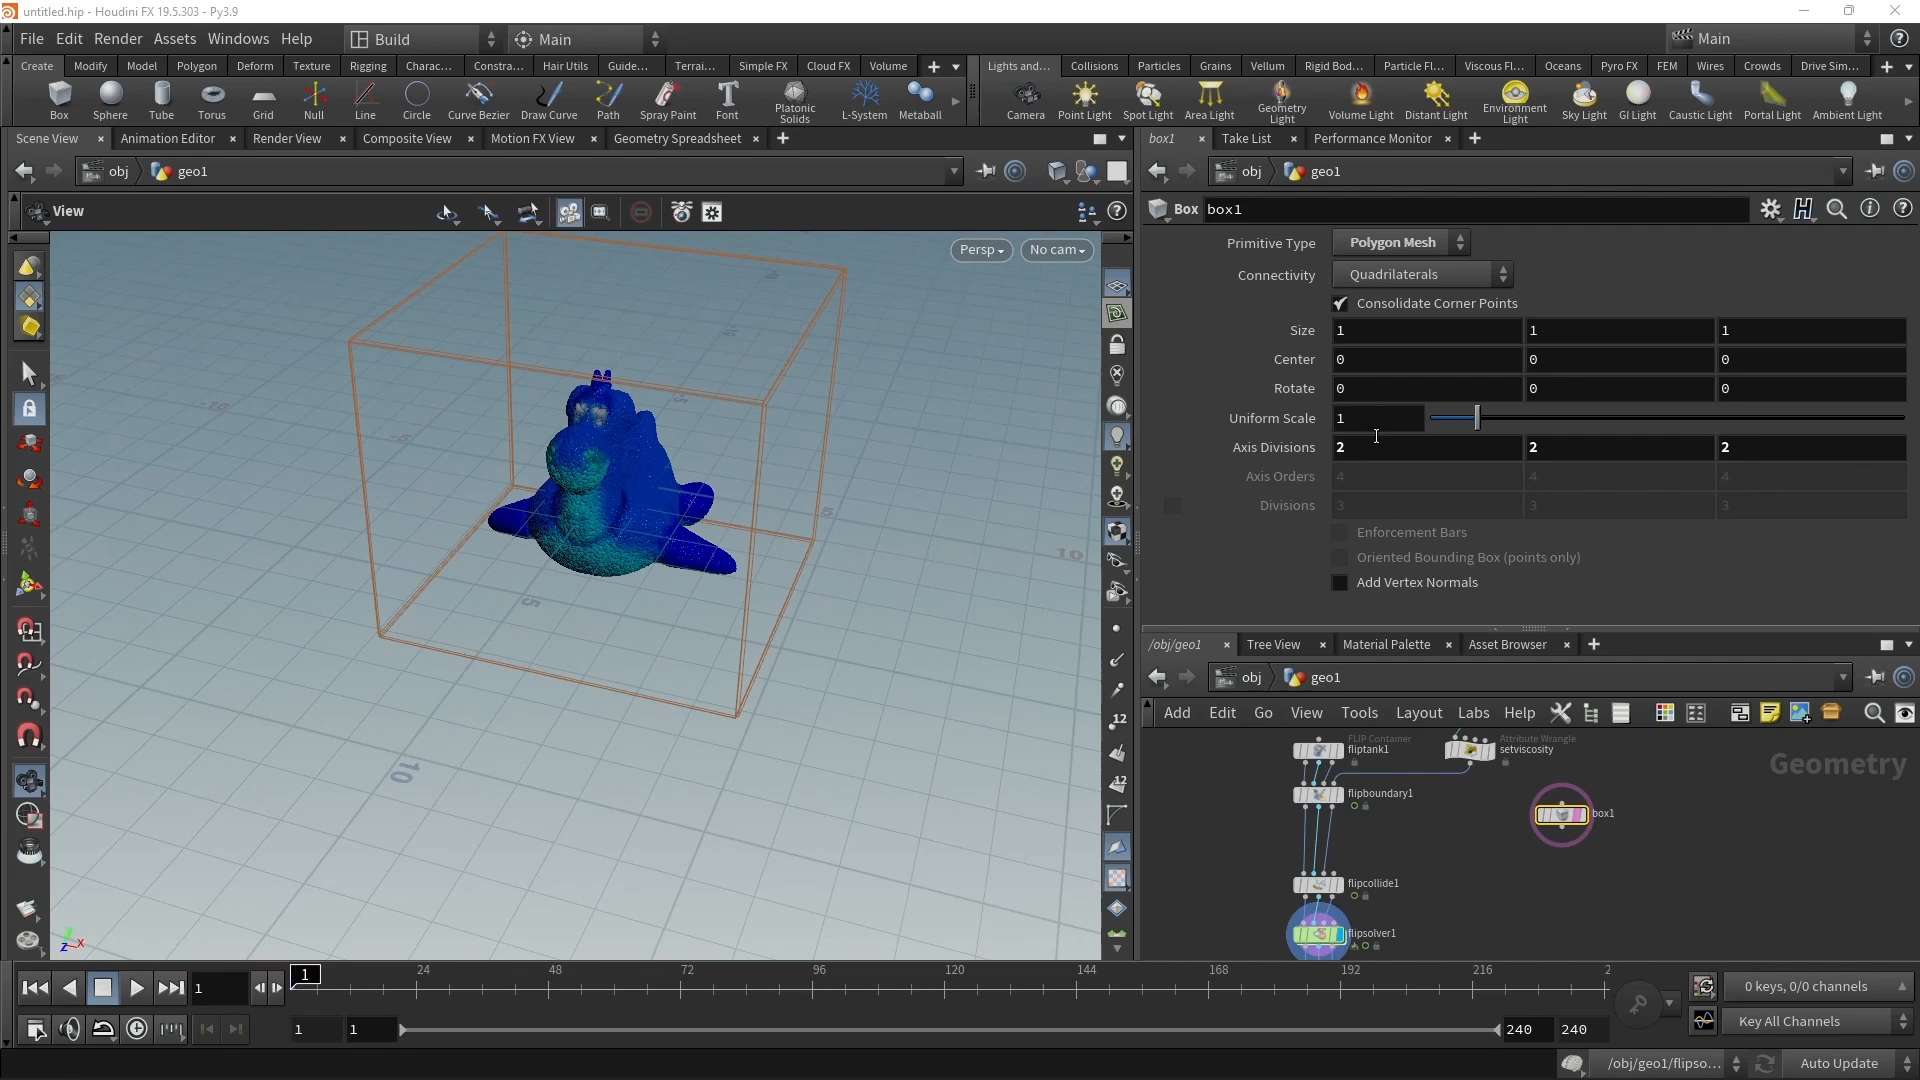 untitled.hip - Houdini FX 19.5.303 - Py3.9
File Edit Render Assets Windows Help Build Main Main
Create Modify Model Polygon Deform Texture Rigging Charac... Constra... Hair Utils Guide... Terrai... Simple FX Cloud FX Volume
Lights and... Collisions Particles Grains Vellum Rigid Bod... Particle Fl... Viscous Fl... Oceans Pyro FX FEM Wires Crowds Drive Sim...
Box Sphere Tube Torus Grid Null Line Circle Curve Bezier Draw Curve Path Spray Paint Font Platonic Solids L-System Metaball
Camera Point Light Spot Light Area Light Geometry Light Volume Light Distant Light Environment Light Sky Light GI Light Caustic Light Portal Light Ambient Light
Scene View Animation Editor Render View Composite View Motion FX View Geometry Spreadsheet
box1 Take List Performance Monitor
obj geo1
obj geo1
View
Box box1
Persp No cam
Primitive Type Polygon Mesh
Connectivity Quadrilaterals
Consolidate Corner Points
Size 1 1 1
Center 0 0 0
Rotate 0 0 0
Uniform Scale 1
Axis Divisions 2 2 2
Axis Orders 4 4 4
Divisions 3 3 3
Enforcement Bars
Oriented Bounding Box (points only)
Add Vertex Normals
-10
5
10
5
10
12
12
z x
/obj/geo1 Tree View Material Palette Asset Browser
obj geo1
Add Edit Go View Tools Layout Labs Help
FLIP Container
fliptank1
Attribute Wrangle
setviscosity
Geometry
flipboundary1
box1
flipcollide1
flipsolver1
1 1 24 48 72 96 120 144 168 192 216 2
0 keys, 0/0 channels
1 1 240 240
Key All Channels
/obj/geo1/flipso... Auto Update